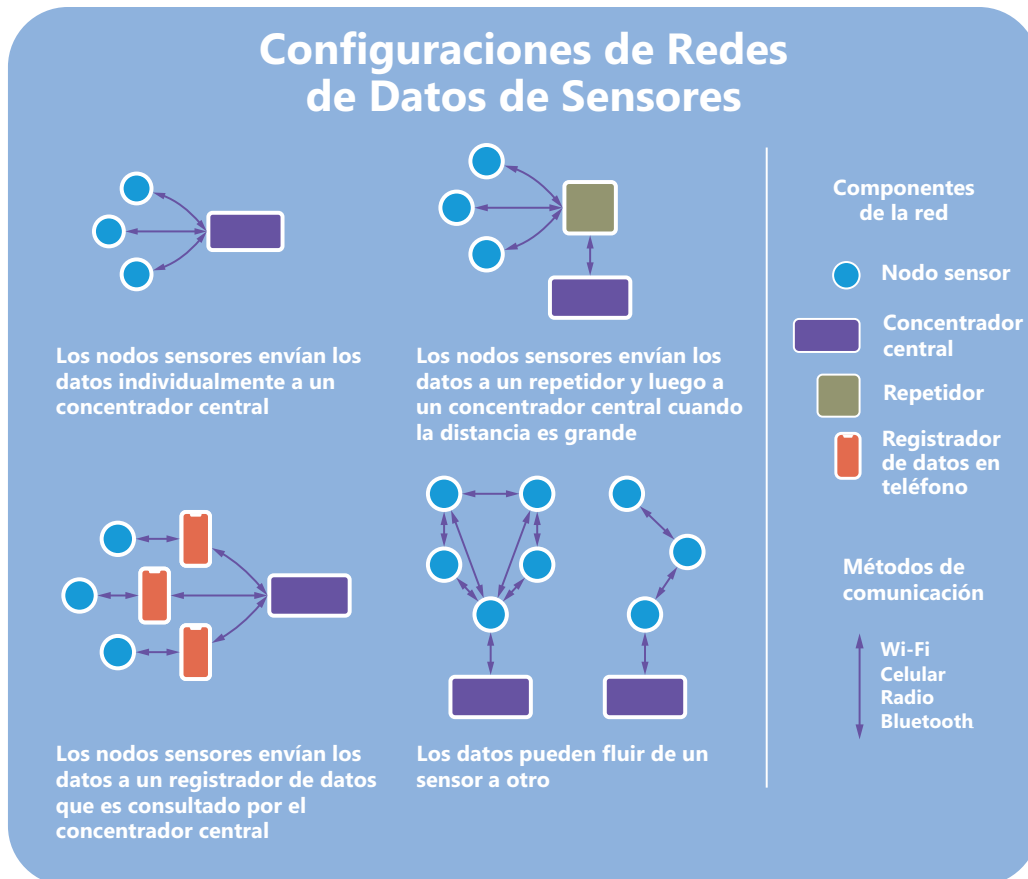 Configuraciones de Redes
de Datos de Sensores
Los nodos sensores envían los
datos individualmente a un
concentrador central
Los nodos sensores envían los
datos a un repetidor y luego a
un concentrador central cuando
la distancia es grande
Los nodos sensores envían los
datos a un registrador de datos
que es consultado por el
concentrador central
Los datos pueden fluir de un
sensor a otro
Componentes
de la red
Nodo sensor
Concentrador
central
Repetidor
Registrador
de datos en
teléfono
Métodos de
comunicación
Wi-Fi
Celular
Radio
Bluetooth